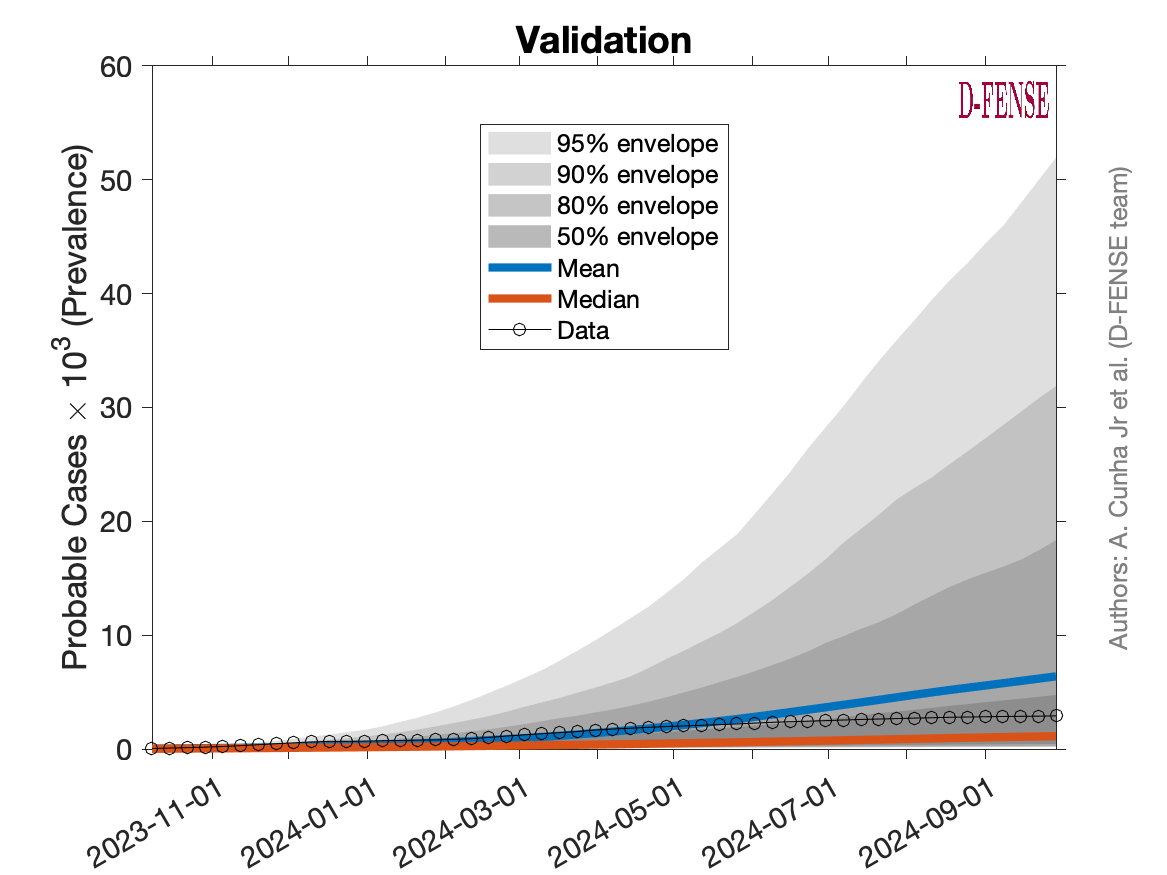 Validation
D-FENSE
60
50
40
30
20
10
0
Probable Cases × 10³ (Prevalence)
95% envelope
90% envelope
80% envelope
50% envelope
Mean
Median
Data
2023-11-01
2024-01-01
2024-03-01
2024-05-01
2024-07-01
2024-09-01
Authors: A. Cunha Jr et al. (D-FENSE team)